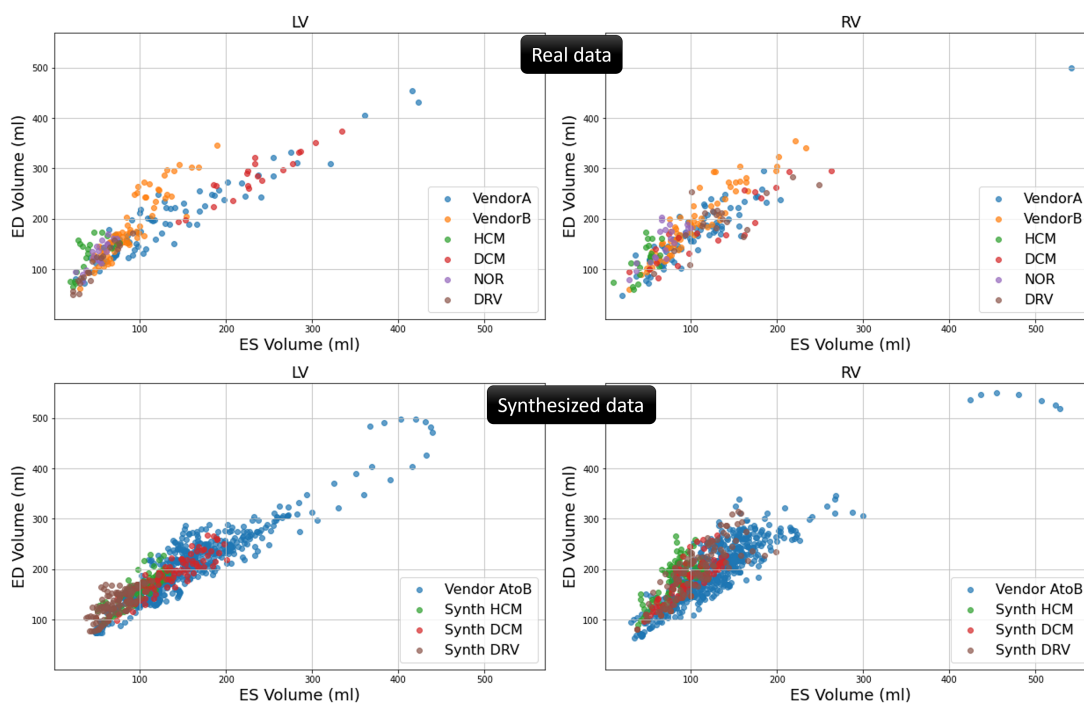 LV
RV
Real data
500
400
300
200
100
ED Volume (ml)
VendorA
VendorB
HCM
DCM
NOR
DRV
100 200 300 400 500
ES Volume (ml)
500
400
300
200
100
ED Volume (ml)
VendorA
VendorB
HCM
DCM
NOR
DRV
100 200 300 400 500
ES Volume (ml)
LV
RV
Synthesized data
500
400
300
200
100
ED Volume (ml)
Vendor AtoB
Synth HCM
Synth DCM
Synth DRV
100 200 300 400 500
ES Volume (ml)
500
400
300
200
100
ED Volume (ml)
Vendor AtoB
Synth HCM
Synth DCM
Synth DRV
100 200 300 400 500
ES Volume (ml)